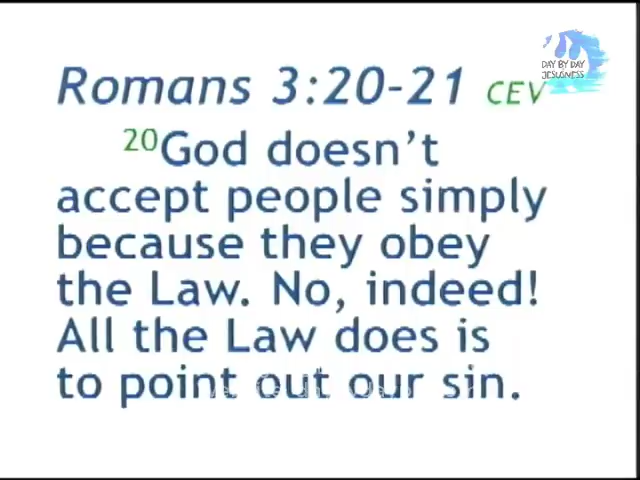 DAY BY DAY
JESUSNESS
Romans 3:20-21 CEV
20God doesn't
accept people simply
because they obey
the Law. No, indeed!
All the Law does is
to point out our sin.